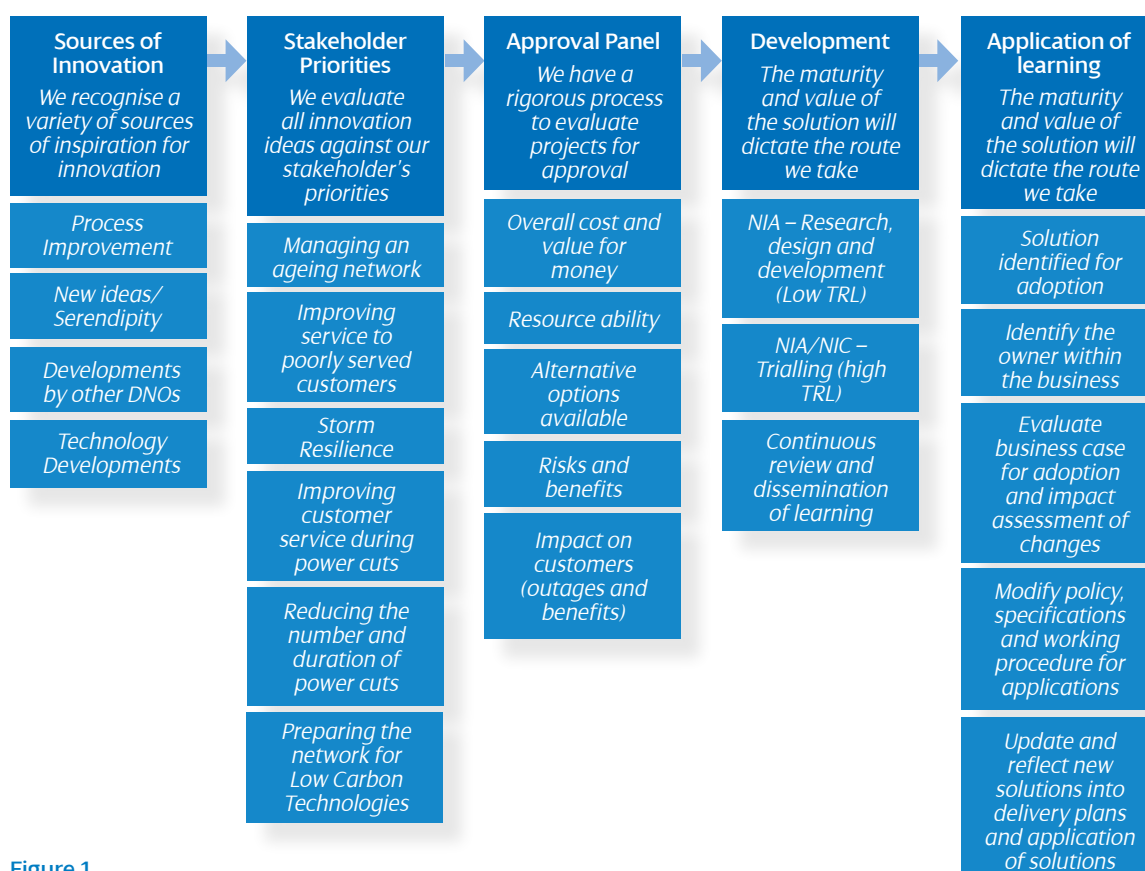 Sources of
Innovation
We recognise a
variety of sources
of inspiration for
innovation
Process
Improvement
New ideas/
Serendipity
Developments
by other DNOs
Technology
Developments
Stakeholder
Priorities
We evaluate
all innovation
ideas against our
stakeholder's
priorities
Managing an
ageing network
Improving
service to
poorly served
customers
Storm
Resilience
Improving
customer
service during
power cuts
Reducing the
number and
duration of
power cuts
Preparing the
network for
Low Carbon
Technologies
Approval Panel
We have a
rigorous process
to evaluate
projects for
approval
Overall cost and
value for
money
Resource ability
Alternative
options
available
Risks and
benefits
Impact on
customers
(outages and
benefits)
Development
The maturity
and value of
the solution will
dictate the route
we take
NIA – Research,
design and
development
(Low TRL)
NIA/NIC –
Trialling (high
TRL)
Continuous
review and
dissemination
of learning
Application of
learning
The maturity
and value of
the solution will
dictate the route
we take
Solution
identified for
adoption
Identify the
owner within
the business
Evaluate
business case
for adoption
and impact
assessment of
changes
Modify policy,
specifications
and working
procedure for
applications
Update and
reflect new
solutions into
delivery plans
and application
of solutions
Figure 1